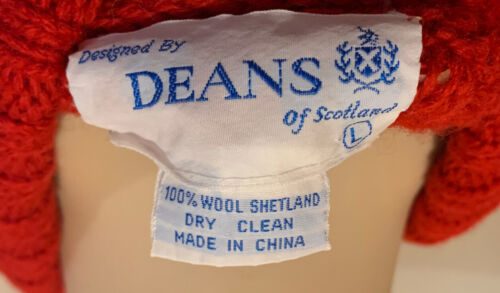 Designed By
DEANS
of Scotland
L
100% WOOL SHETLAND
DRY CLEAN
MADE IN CHINA